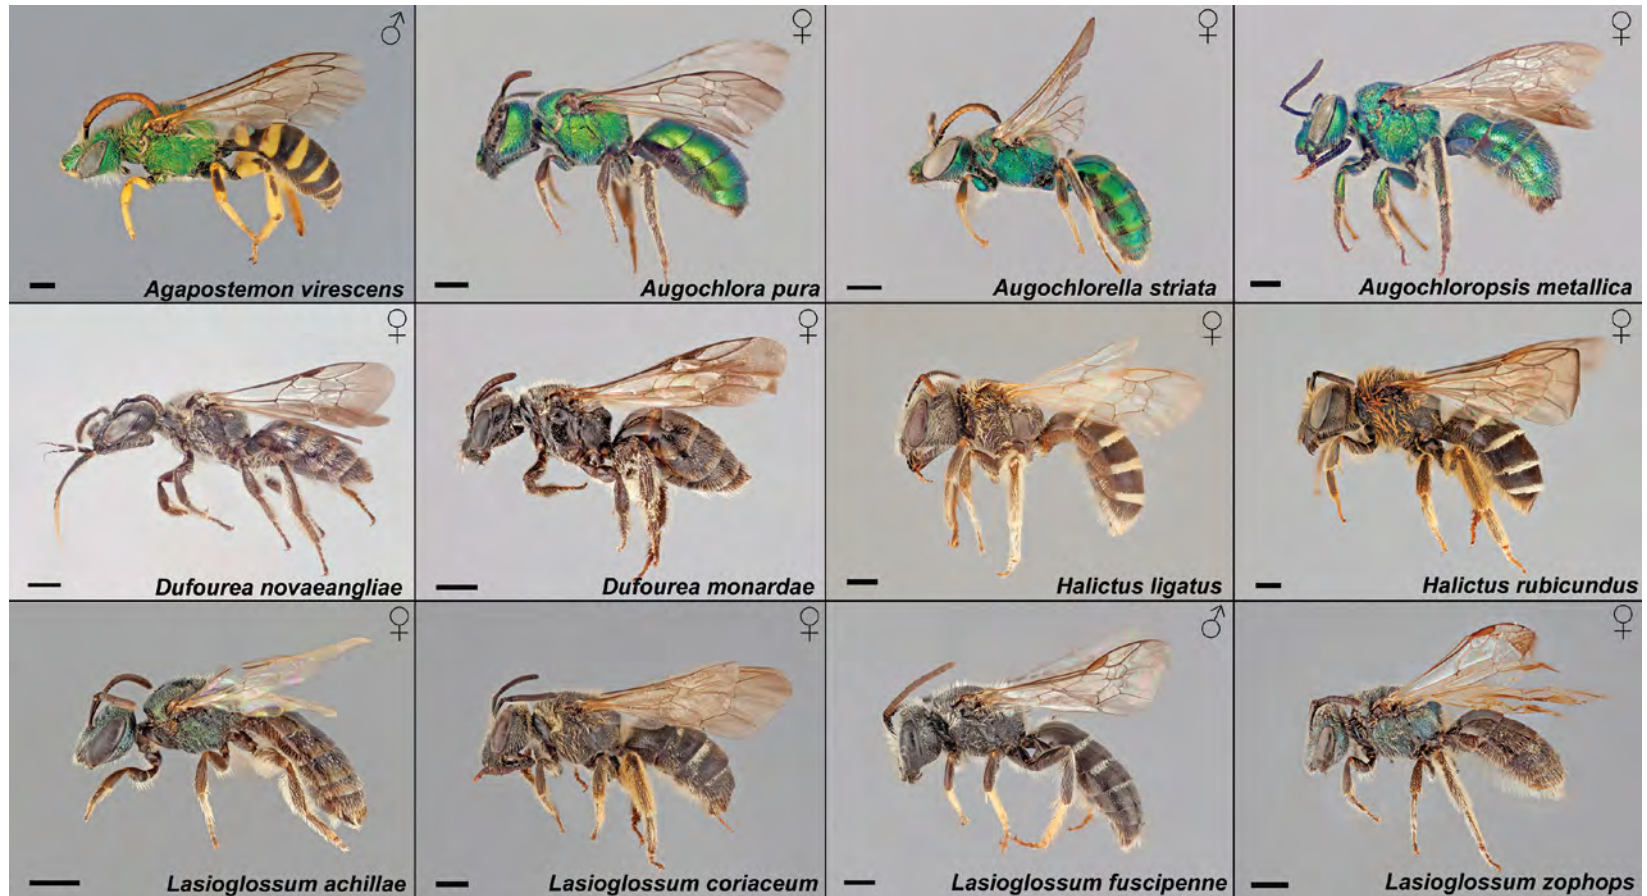 ♂
Agapostemon virescens
♀
Augochlora pura
♀
Augochlorella striata
♀
Augochloropsis metallica
♀
Dufourea novaeangliae
♀
Dufourea monardae
♀
Halictus ligatus
♀
Halictus rubicundus
♀
Lasioglossum achillae
♀
Lasioglossum coriaceum
♂
Lasioglossum fuscipenne
♀
Lasioglossum zophops